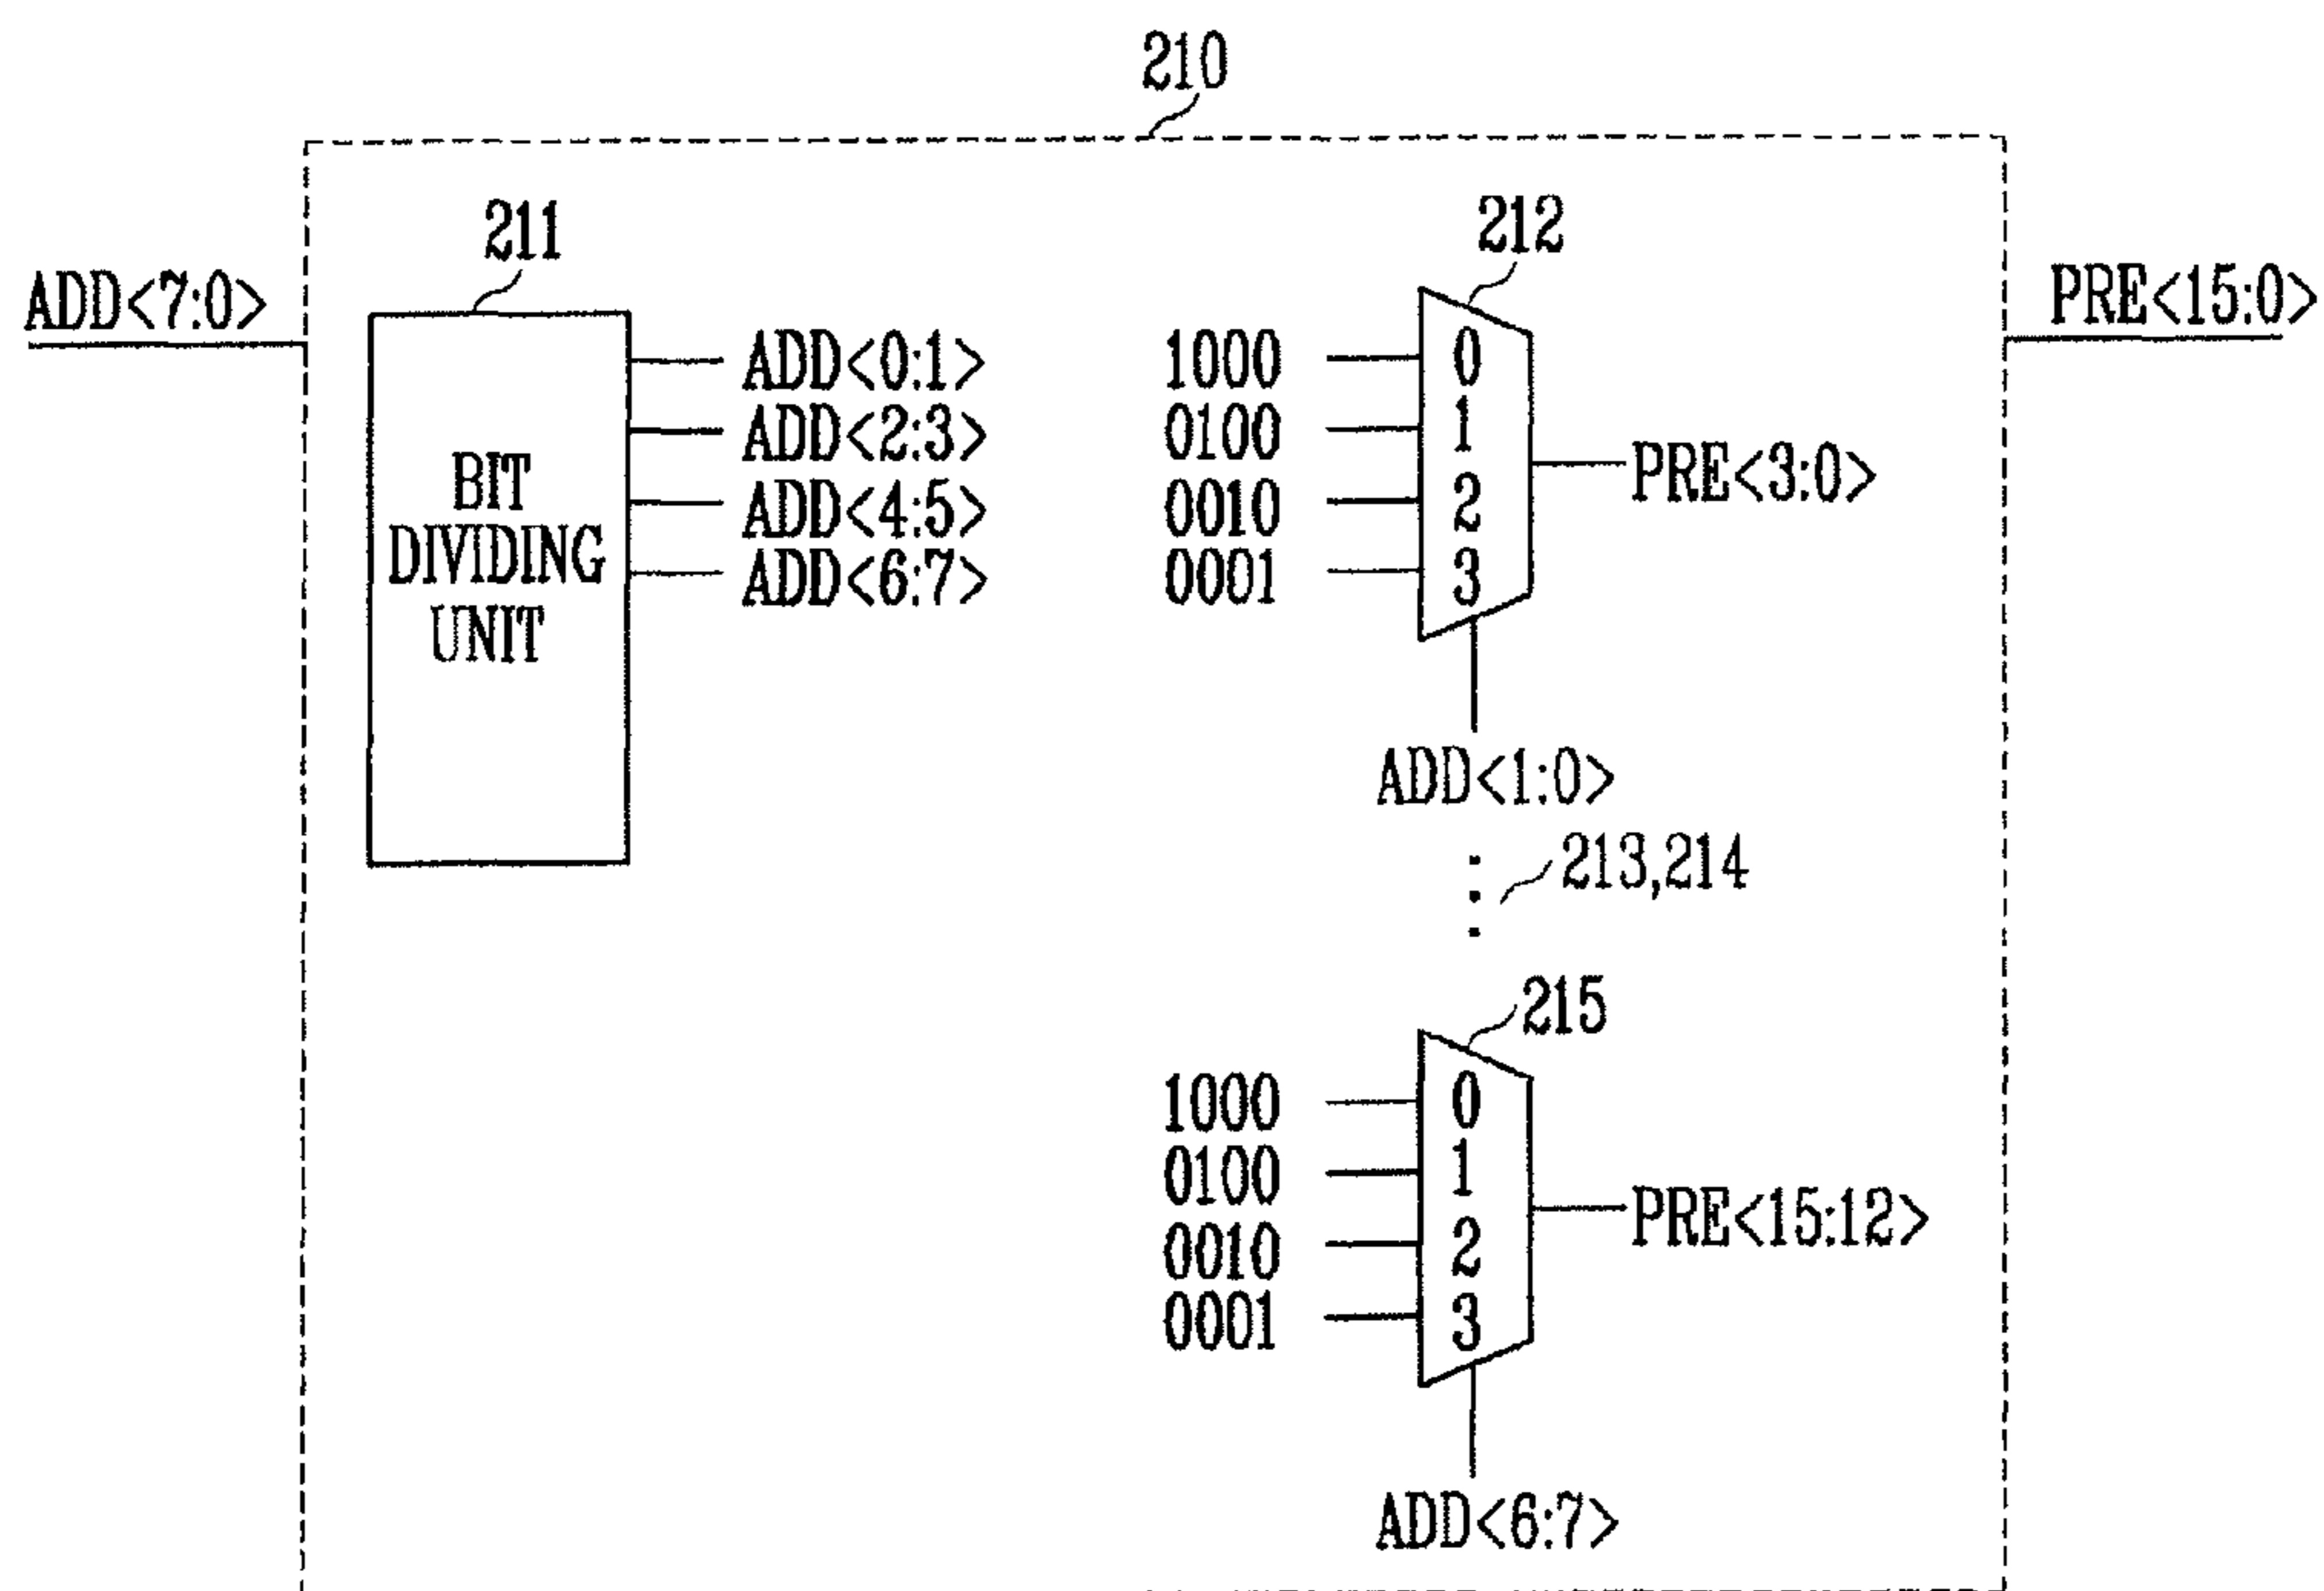 210
211
212
ADD<7:0>
PRE<15:0>
BIT
DIVIDING
UNIT
ADD<0:1>
ADD<2:3>
ADD<4:5>
ADD<6:7>
1000
0100
0010
0001
0
1
2
3
PRE<3:0>
ADD<1:0>
213,214
215
1000
0100
0010
0001
0
1
2
3
PRE<15:12>
ADD<6:7>